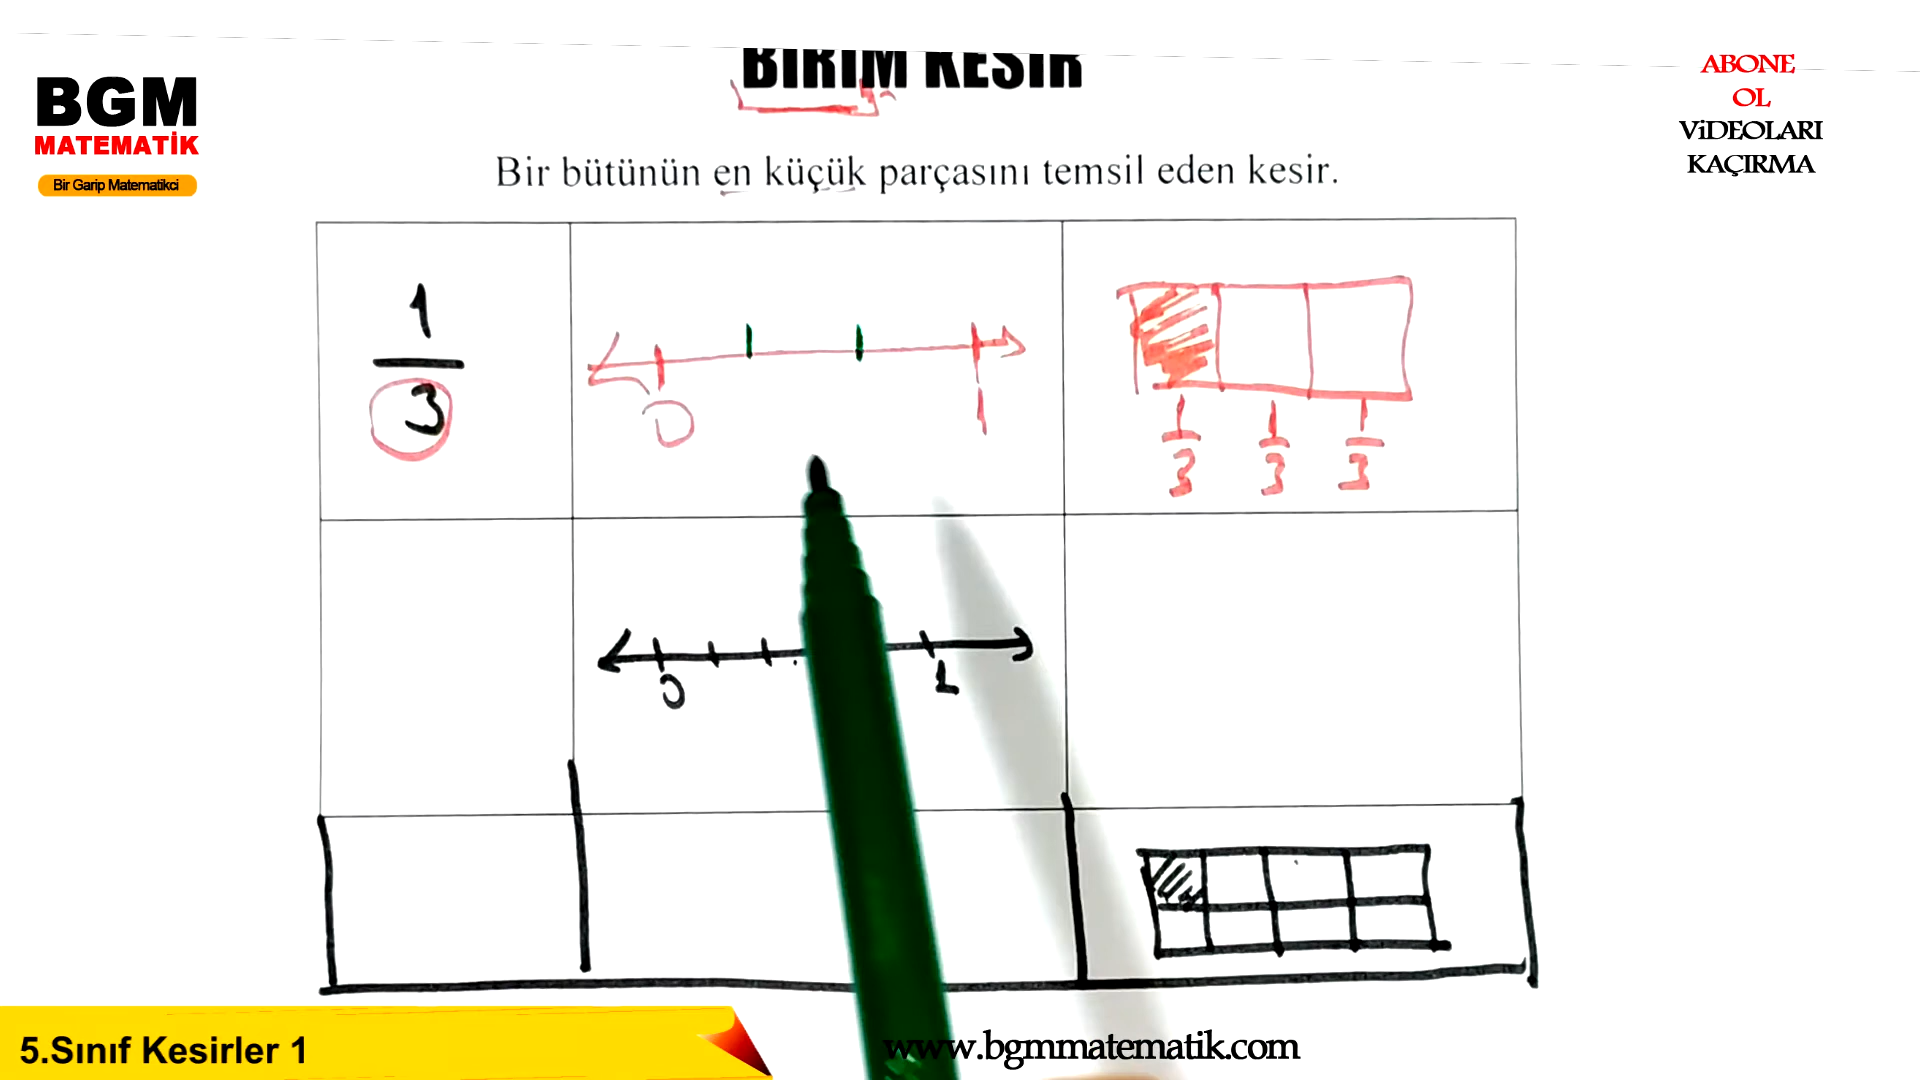 BİRİM KESİR
BGM
MATEMATİK
Bir Garip Matematikci
ABONE
OL
ViDEOLARI
KAÇIRMA
Bir bütünün en küçük parçasını temsil eden kesir.
1
3
0
1
1
3
1
3
1
3
0
1
5.Sınıf Kesirler 1
www.bgmmatematik.com